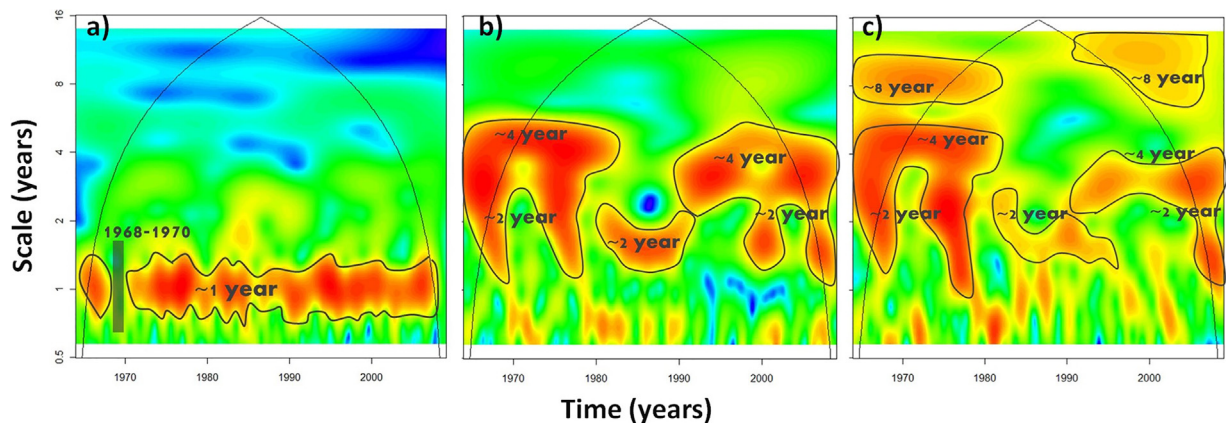 a)
b)
c)
Scale (years)
16
8
4
2
1
0.5
1968-1970
~1 year
1970
1980
1990
2000
~4 year
~4 year
~2 year
~2 year
~2 year
1970
1980
1990
2000
~8 year
~8 year
~4 year
~4 year
~2 year
~2 year
~2 year
1970
1980
1990
2000
Time (years)